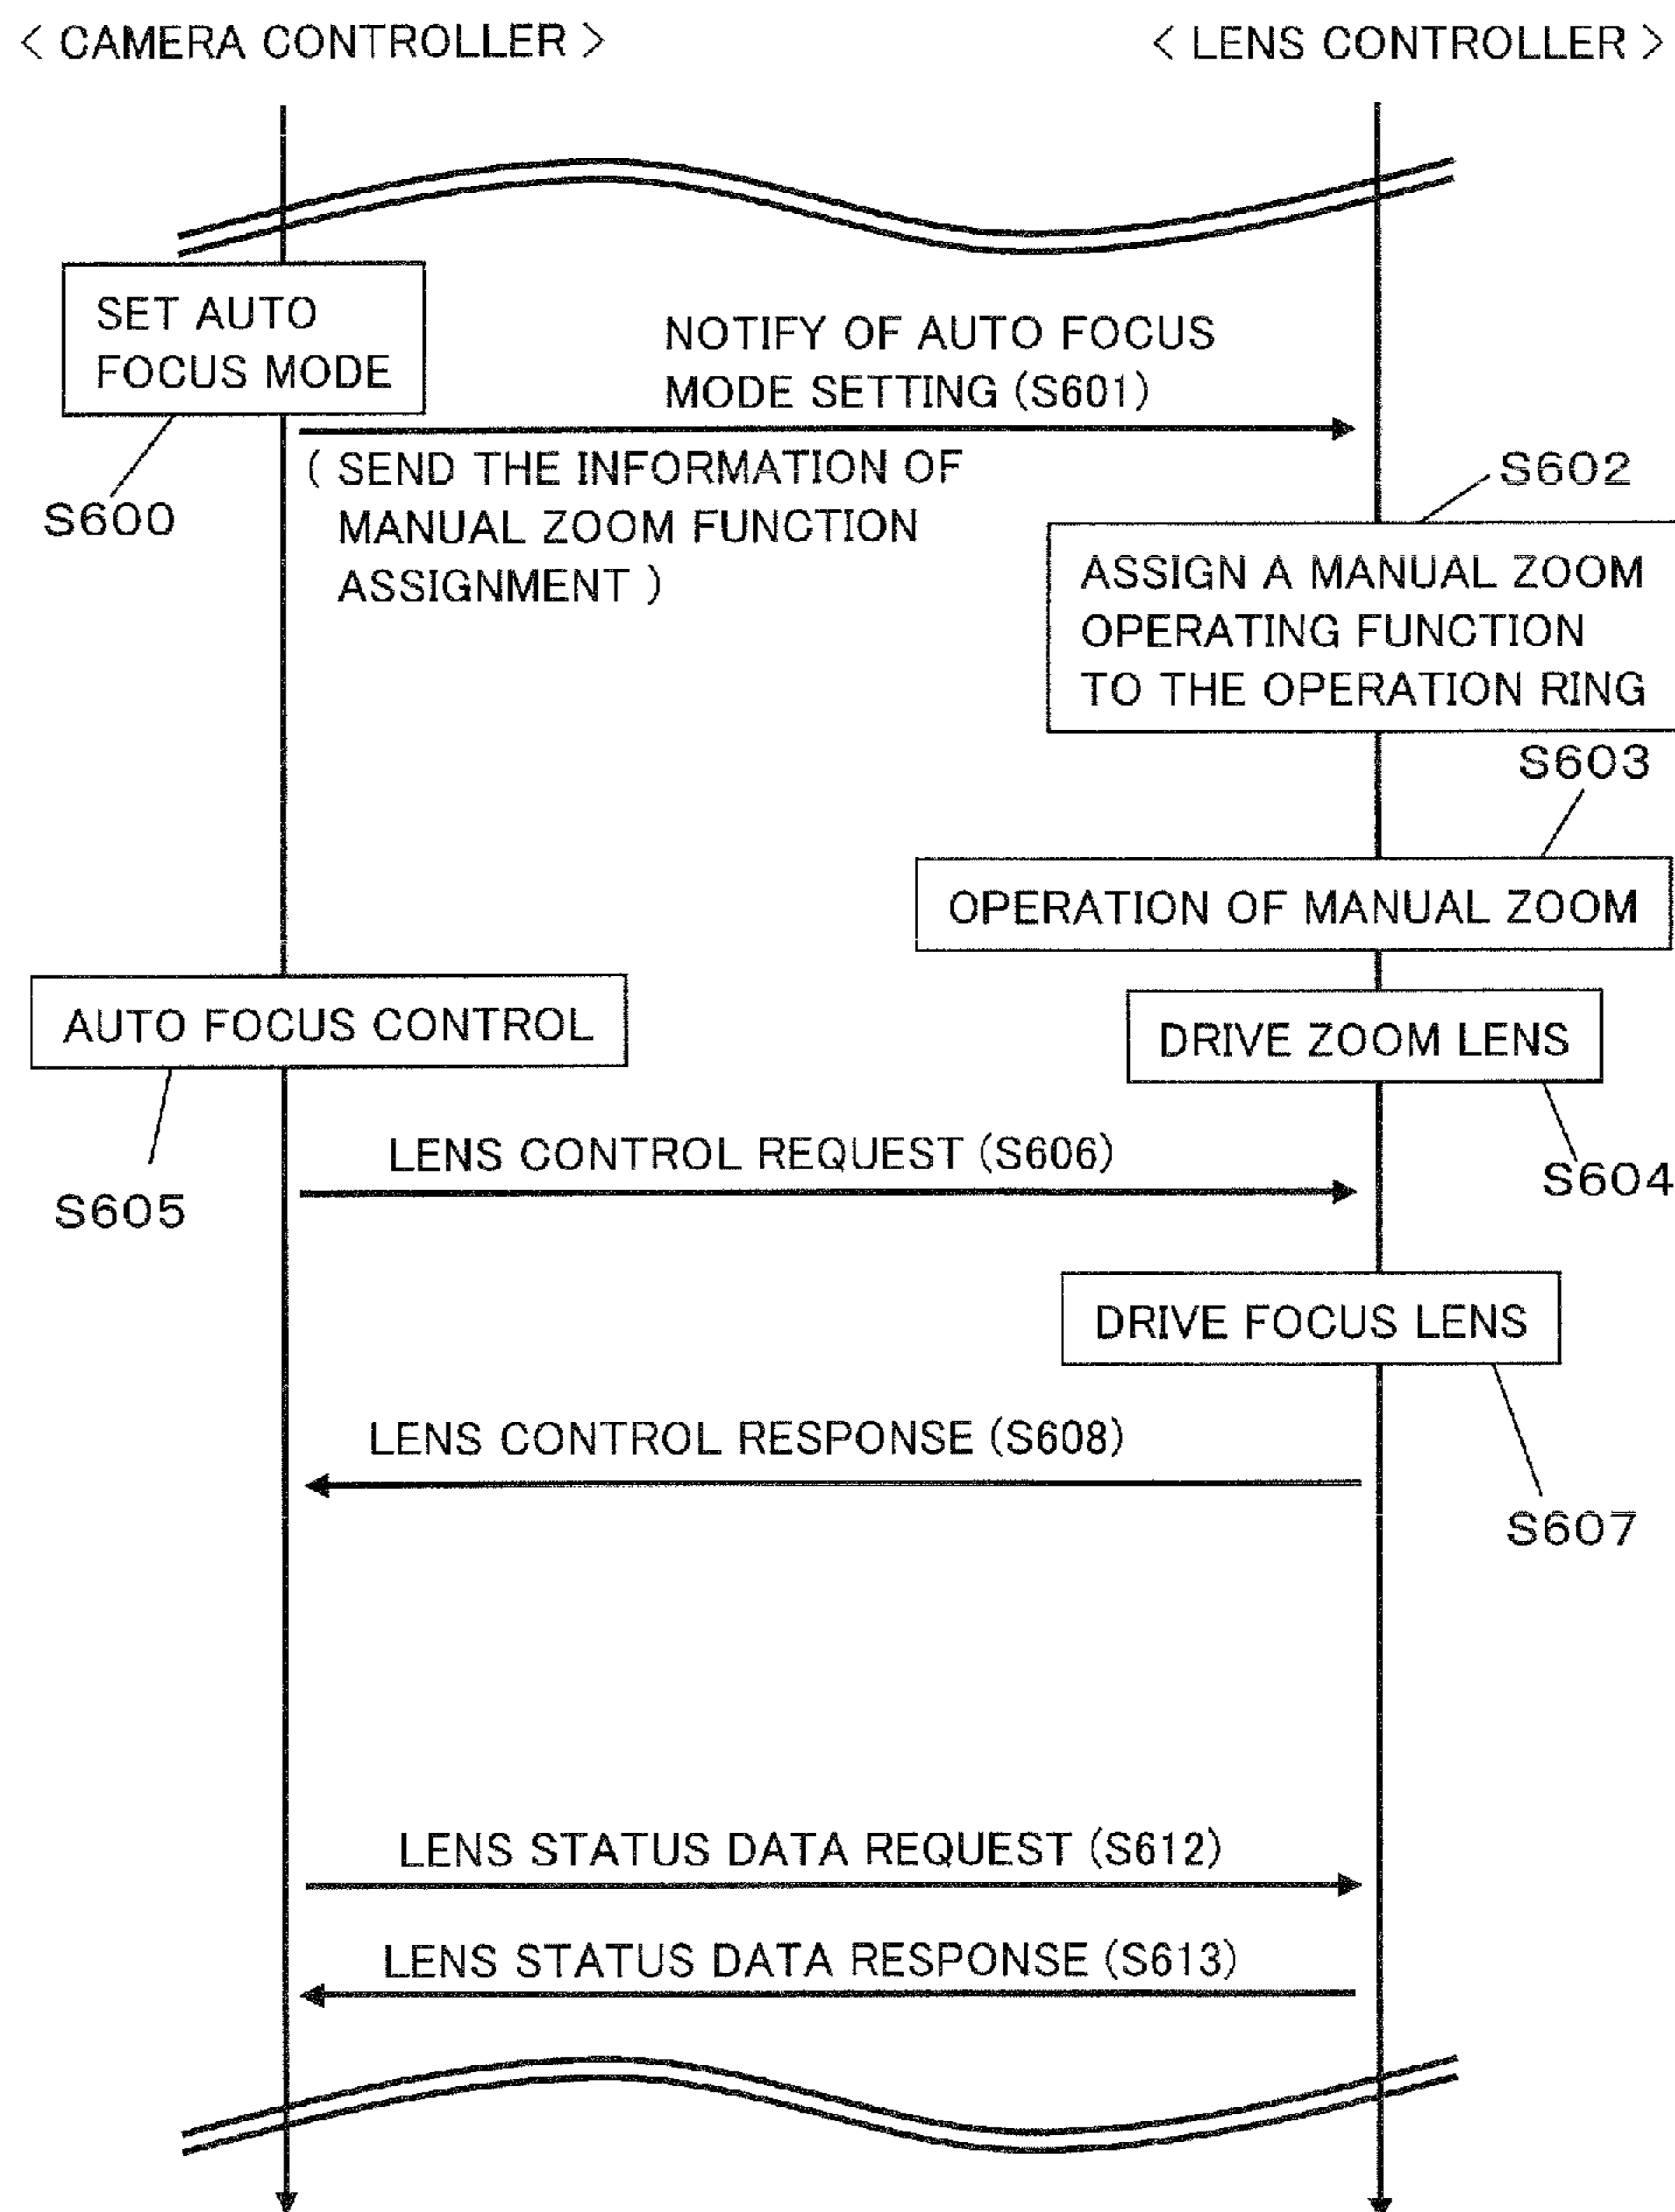 < CAMERA CONTROLLER >
< LENS CONTROLLER >
SET AUTO
FOCUS MODE
S600
NOTIFY OF AUTO FOCUS
MODE SETTING (S601)
( SEND THE INFORMATION OF
MANUAL ZOOM FUNCTION
ASSIGNMENT )
S602
ASSIGN A MANUAL ZOOM
OPERATING FUNCTION
TO THE OPERATION RING
S603
OPERATION OF MANUAL ZOOM
AUTO FOCUS CONTROL
DRIVE ZOOM LENS
LENS CONTROL REQUEST (S606)
S604
S605
DRIVE FOCUS LENS
LENS CONTROL RESPONSE (S608)
S607
LENS STATUS DATA REQUEST (S612)
LENS STATUS DATA RESPONSE (S613)